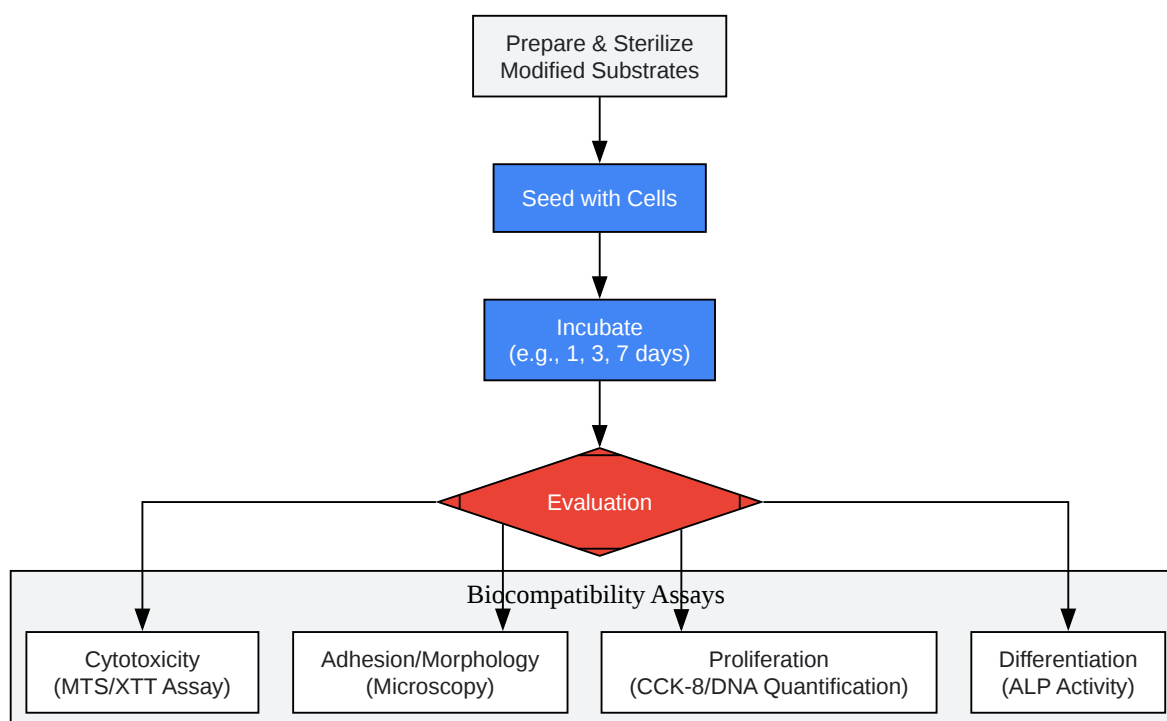 Prepare & Sterilize
Modified Substrates
Seed with Cells
Incubate
(e.g., 1, 3, 7 days)
Evaluation
Biocompatibility Assays
Cytotoxicity
(MTS/XTT Assay)
Adhesion/Morphology
(Microscopy)
Proliferation
(CCK-8/DNA Quantification)
Differentiation
(ALP Activity)